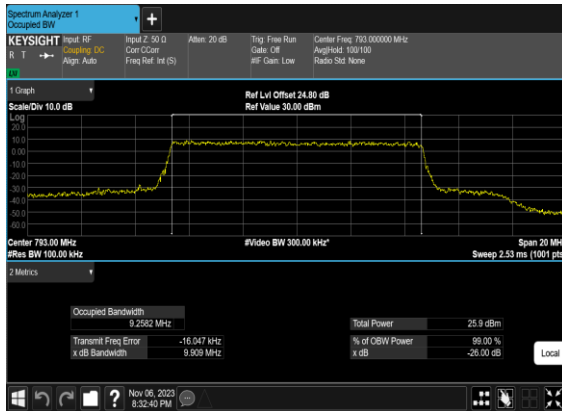 Spectrum Analyzer 1
Occupied BW
+
KEYSIGHT Input: RF Input Z: 50 Ω Atten: 20 dB Trig: Free Run Center Freq: 793.000000 MHz
R T Coupling: DC Corr CCorr Gate: Off Avg|Hold: 100/100
Align: Auto Freq Ref: Int (S) #IF Gain: Low Radio Std: None
LXI
1 Graph
Ref Lvl Offset 24.80 dB
Scale/Div 10.0 dB Ref Value 30.00 dBm
Log
20.0
10.0
0.00
-10.0
-20.0
-30.0
-40.0
-50.0
-60.0
Center 793.00 MHz #Video BW 300.00 kHz* Span 20 MH
#Res BW 100.00 kHz Sweep 2.53 ms (1001 pts
2 Metrics
Occupied Bandwidth
9.2582 MHz Total Power 25.9 dBm
Transmit Freq Error -16.047 kHz % of OBW Power 99.00 %
x dB Bandwidth 9.909 MHz x dB -26.00 dB
Local
? Nov 06, 2023
8:32:40 PM